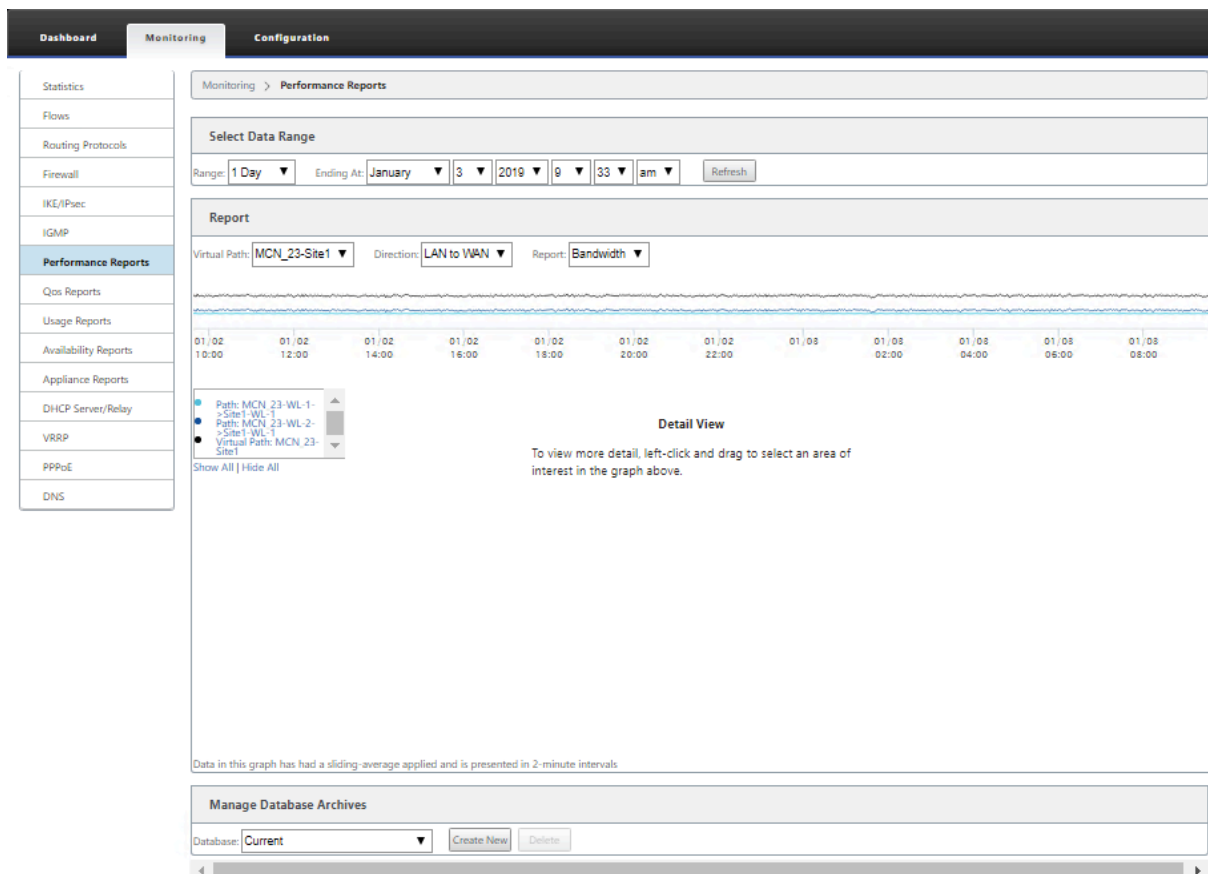 Dashboard Monitoring Configuration
Statistics
Flows
Routing Protocols
Firewall
IKE/IPsec
IGMP
Performance Reports
Qos Reports
Usage Reports
Availability Reports
Appliance Reports
DHCP Server/Relay
VRRP
PPPoE
DNS
Monitoring > Performance Reports
Select Data Range
Range: 1 Day Ending At: January 3 2019 9 33 am Refresh
Report
Virtual Path: MCN_23-Site1 Direction: LAN to WAN Report: Bandwidth
01/02 01/02 01/02 01/02 01/02 01/02 01/02 01/03 01/03 01/03 01/03 01/03
10:00 12:00 14:00 16:00 18:00 20:00 22:00 02:00 04:00 06:00 08:00
Path: MCN_23-WL-1-
>Site1-WL-1
Path: MCN_23-WL-2-
>Site1-WL-1
Virtual Path: MCN_23-
Site1
Show All | Hide All
Detail View
To view more detail, left-click and drag to select an area of
interest in the graph above.
Data in this graph has had a sliding-average applied and is presented in 2-minute intervals
Manage Database Archives
Database: Current Create New Delete